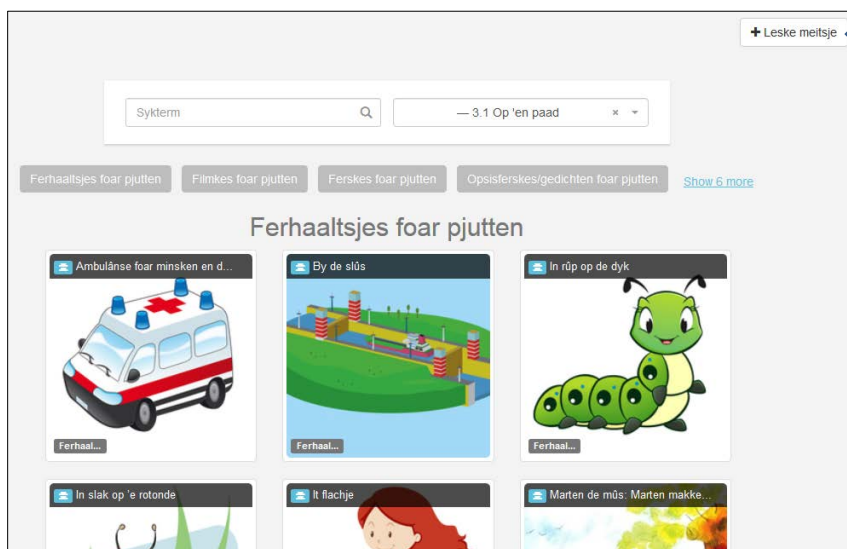 + Leske meitsje
Sykterm
— 3.1 Op 'en paad ×
Ferhaaltsjes foar pjutten
Filmkes foar pjutten
Ferskes foar pjutten
Opsisferskes/gedichten foar pjutten
Show 6 more
Ferhaaltsjes foar pjutten
Ambulânse foar minsken en d...
By de slûs
In rûp op de dyk
Ferhaal...
Ferhaal...
Ferhaal...
In slak op 'e rotonde
It flachje
Marten de mûs: Marten makke...